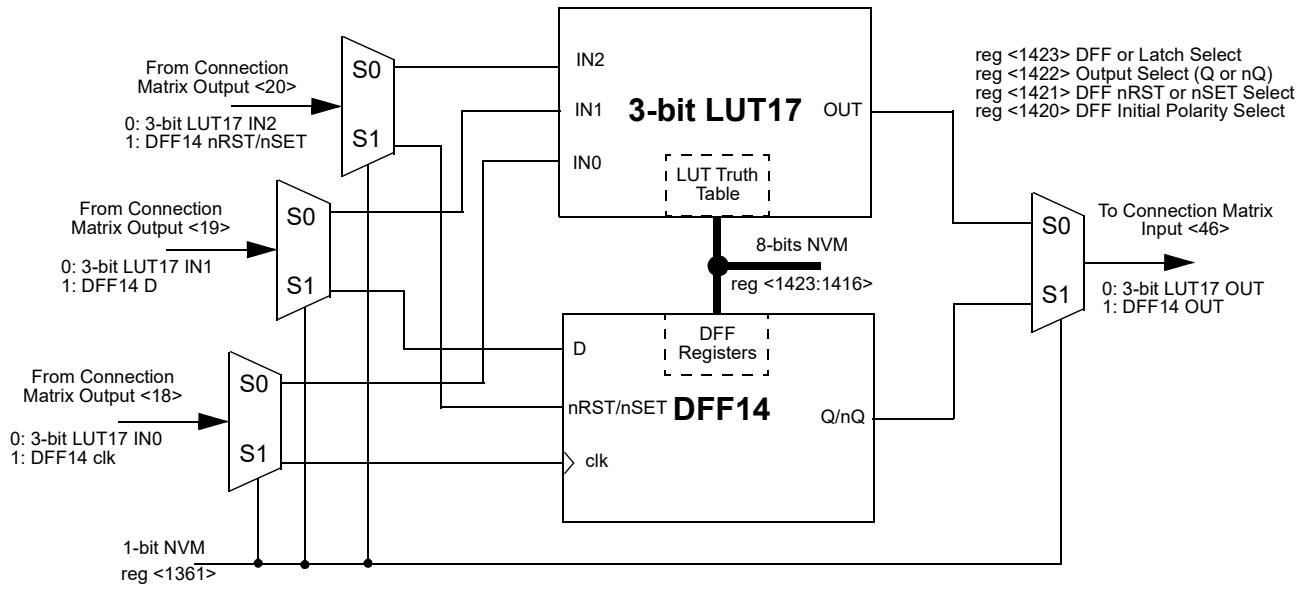 From Connection
Matrix Output <20>
0: 3-bit LUT17 IN2
1: DFF14 nRST/nSET
S0
S1
From Connection
Matrix Output <19>
0: 3-bit LUT17 IN1
1: DFF14 D
S0
S1
From Connection
Matrix Output <18>
0: 3-bit LUT17 IN0
1: DFF14 clk
S0
S1
1-bit NVM
reg <1361>
IN2
IN1
IN0
3-bit LUT17
OUT
LUT Truth
Table
8-bits NVM
reg <1423:1416>
DFF
Registers
D
nRST/nSET
DFF14
Q/nQ
clk
reg <1423> DFF or Latch Select
reg <1422> Output Select (Q or nQ)
reg <1421> DFF nRST or nSET Select
reg <1420> DFF Initial Polarity Select
S0
S1
To Connection Matrix
Input <46>
0: 3-bit LUT17 OUT
1: DFF14 OUT